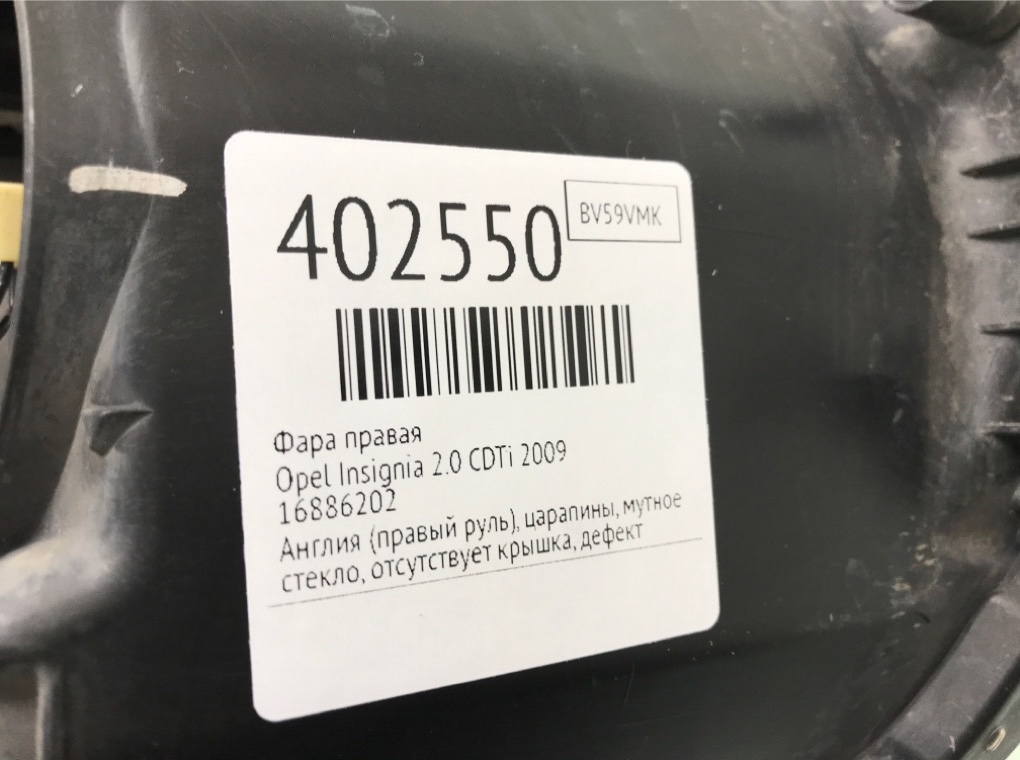 402550
BV59VMK
Фара правая
Opel Insignia 2.0 CDTi 2009
16886202
Англия (правый руль), царапины, мутное
стекло, отсутствует крышка, дефект